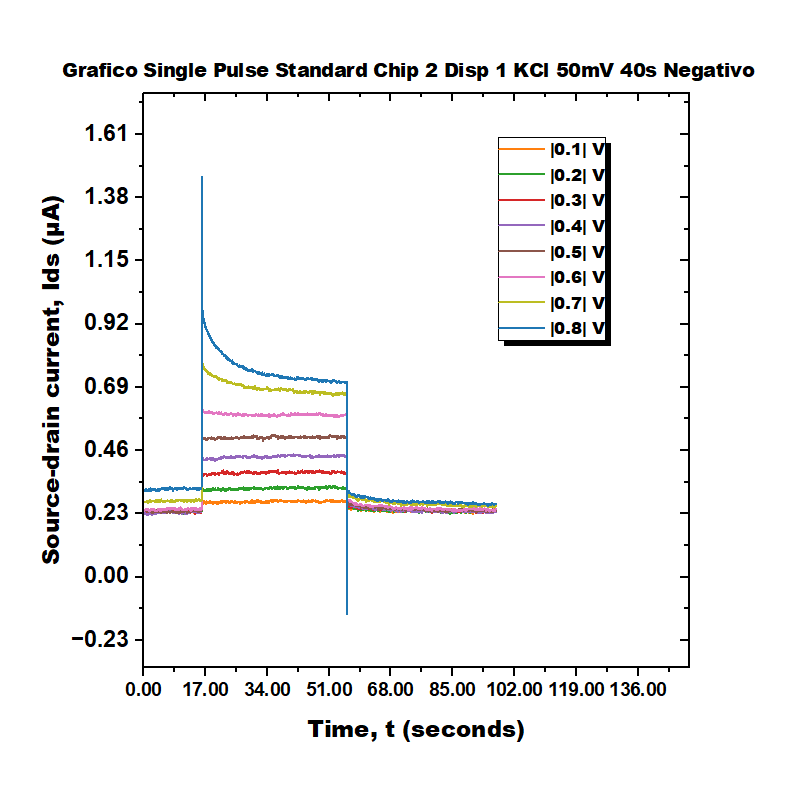 Grafico Single Pulse Standard Chip 2 Disp 1 KCl 50mV 40s Negativo
1.61
1.38
1.15
0.92
0.69
0.46
0.23
0.00
−0.23
Source-drain current, Ids (µA)
|0.1| V
|0.2| V
|0.3| V
|0.4| V
|0.5| V
|0.6| V
|0.7| V
|0.8| V
0.00 17.00 34.00 51.00 68.00 85.00 102.00 119.00 136.00
Time, t (seconds)